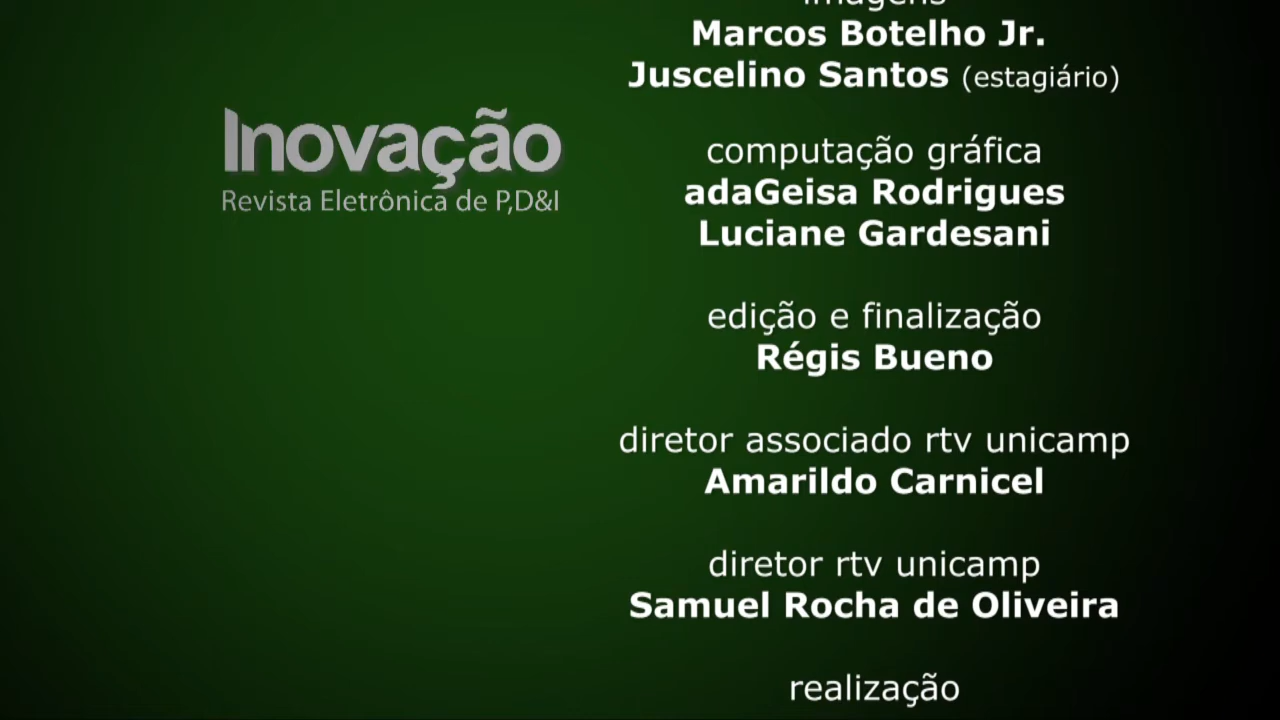 imagens
Marcos Botelho Jr.
Juscelino Santos (estagiário)
Inovação
Revista Eletrônica de P,D&I
computação gráfica
adaGeisa Rodrigues
Luciane Gardesani
edição e finalização
Régis Bueno
diretor associado rtv unicamp
Amarildo Carnicel
diretor rtv unicamp
Samuel Rocha de Oliveira
realização